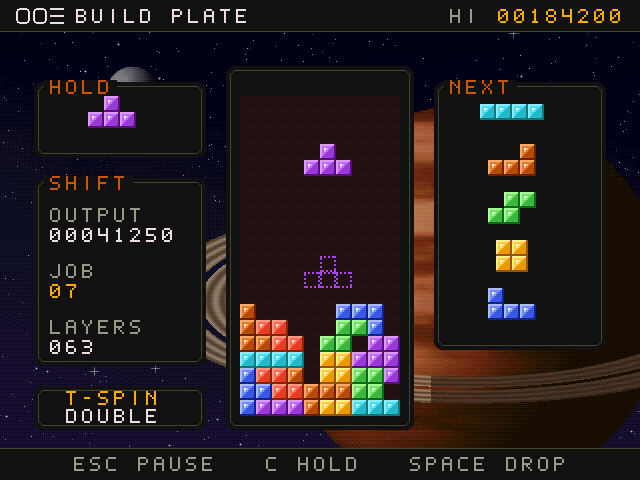 OOE BUILD PLATE
HI 00184200
HOLD
NEXT
SHIFT
OUTPUT
00041250
JOB
07
LAYERS
063
T-SPIN
DOUBLE
ESC PAUSE C HOLD SPACE DROP